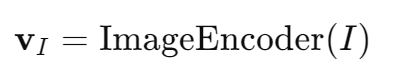 v_I = ImageEncoder(I)